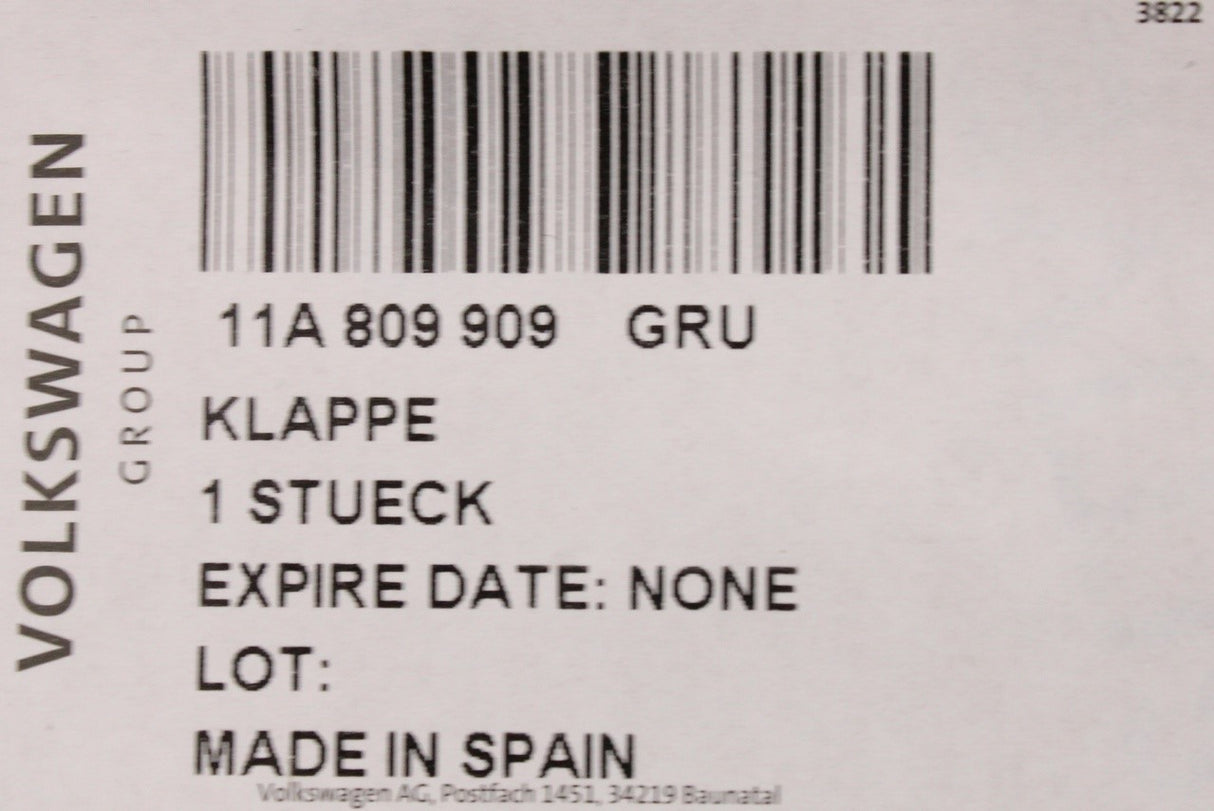 3822
VOLKSWAGEN
GROUP
11A 809 909 GRU
KLAPPE
1 STUECK
EXPIRE DATE: NONE
LOT:
MADE IN SPAIN
Volkswagen AG, Postfach 1451, 34219 Baunatal